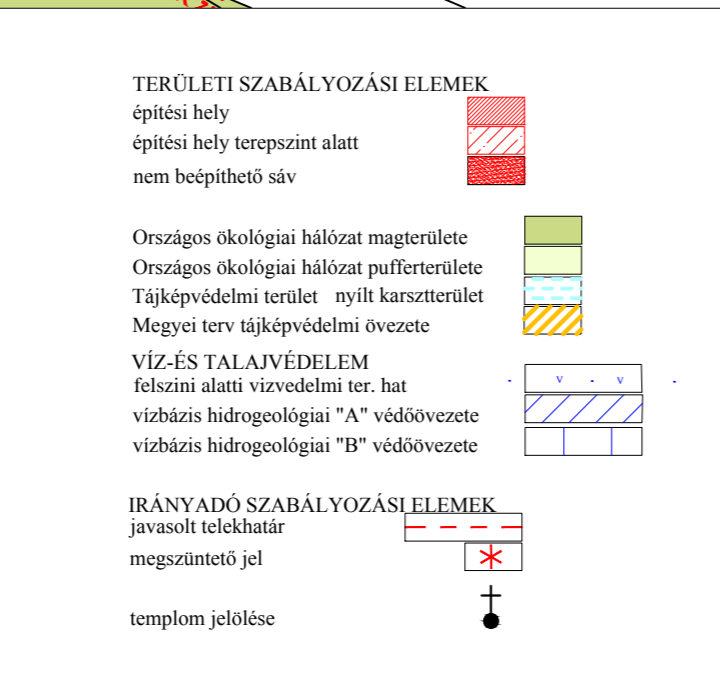 TERÜLETI SZABÁLYOZÁSI ELEMEK
építési hely
építési hely terepszint alatt
nem beépíthető sáv
Országos ökológiai hálózat magterülete
Országos ökológiai hálózat pufferterülete
Tájképvédelmi terület nyílt karsztterület
Megyei terv tájképvédelmi övezete
VÍZ-ÉS TALAJVÉDELEM
felszini alatti vizvedelmi ter. hat
v v
vízbázis hidrogeológiai "A" védőövezete
vízbázis hidrogeológiai "B" védőövezete
IRÁNYADÓ SZABÁLYOZÁSI ELEMEK
javasolt telekhatár
megszüntető jel
templom jelölése